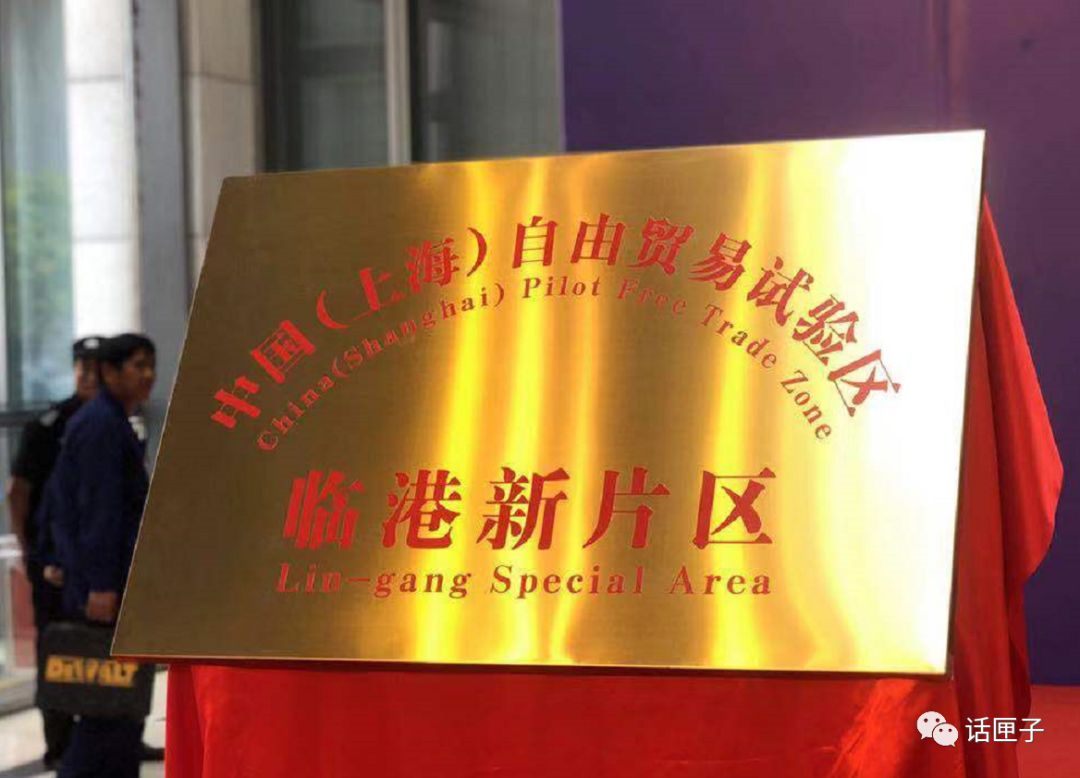 中国(上海)自由贸易试验区
China(Shanghai) Pilot Free Trade Zone
临港新片区
Lin-gang Special Area
DEWALT
话匣子